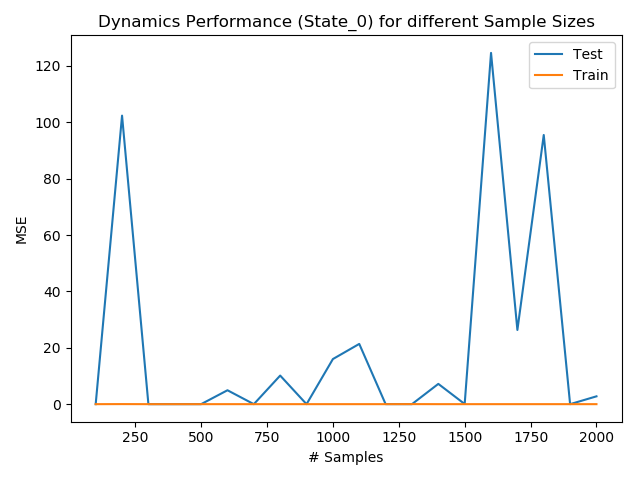 Dynamics Performance (State_0) for different Sample Sizes
Test
Train
120
100
80
60
40
20
0
MSE
250 500 750 1000 1250 1500 1750 2000
# Samples